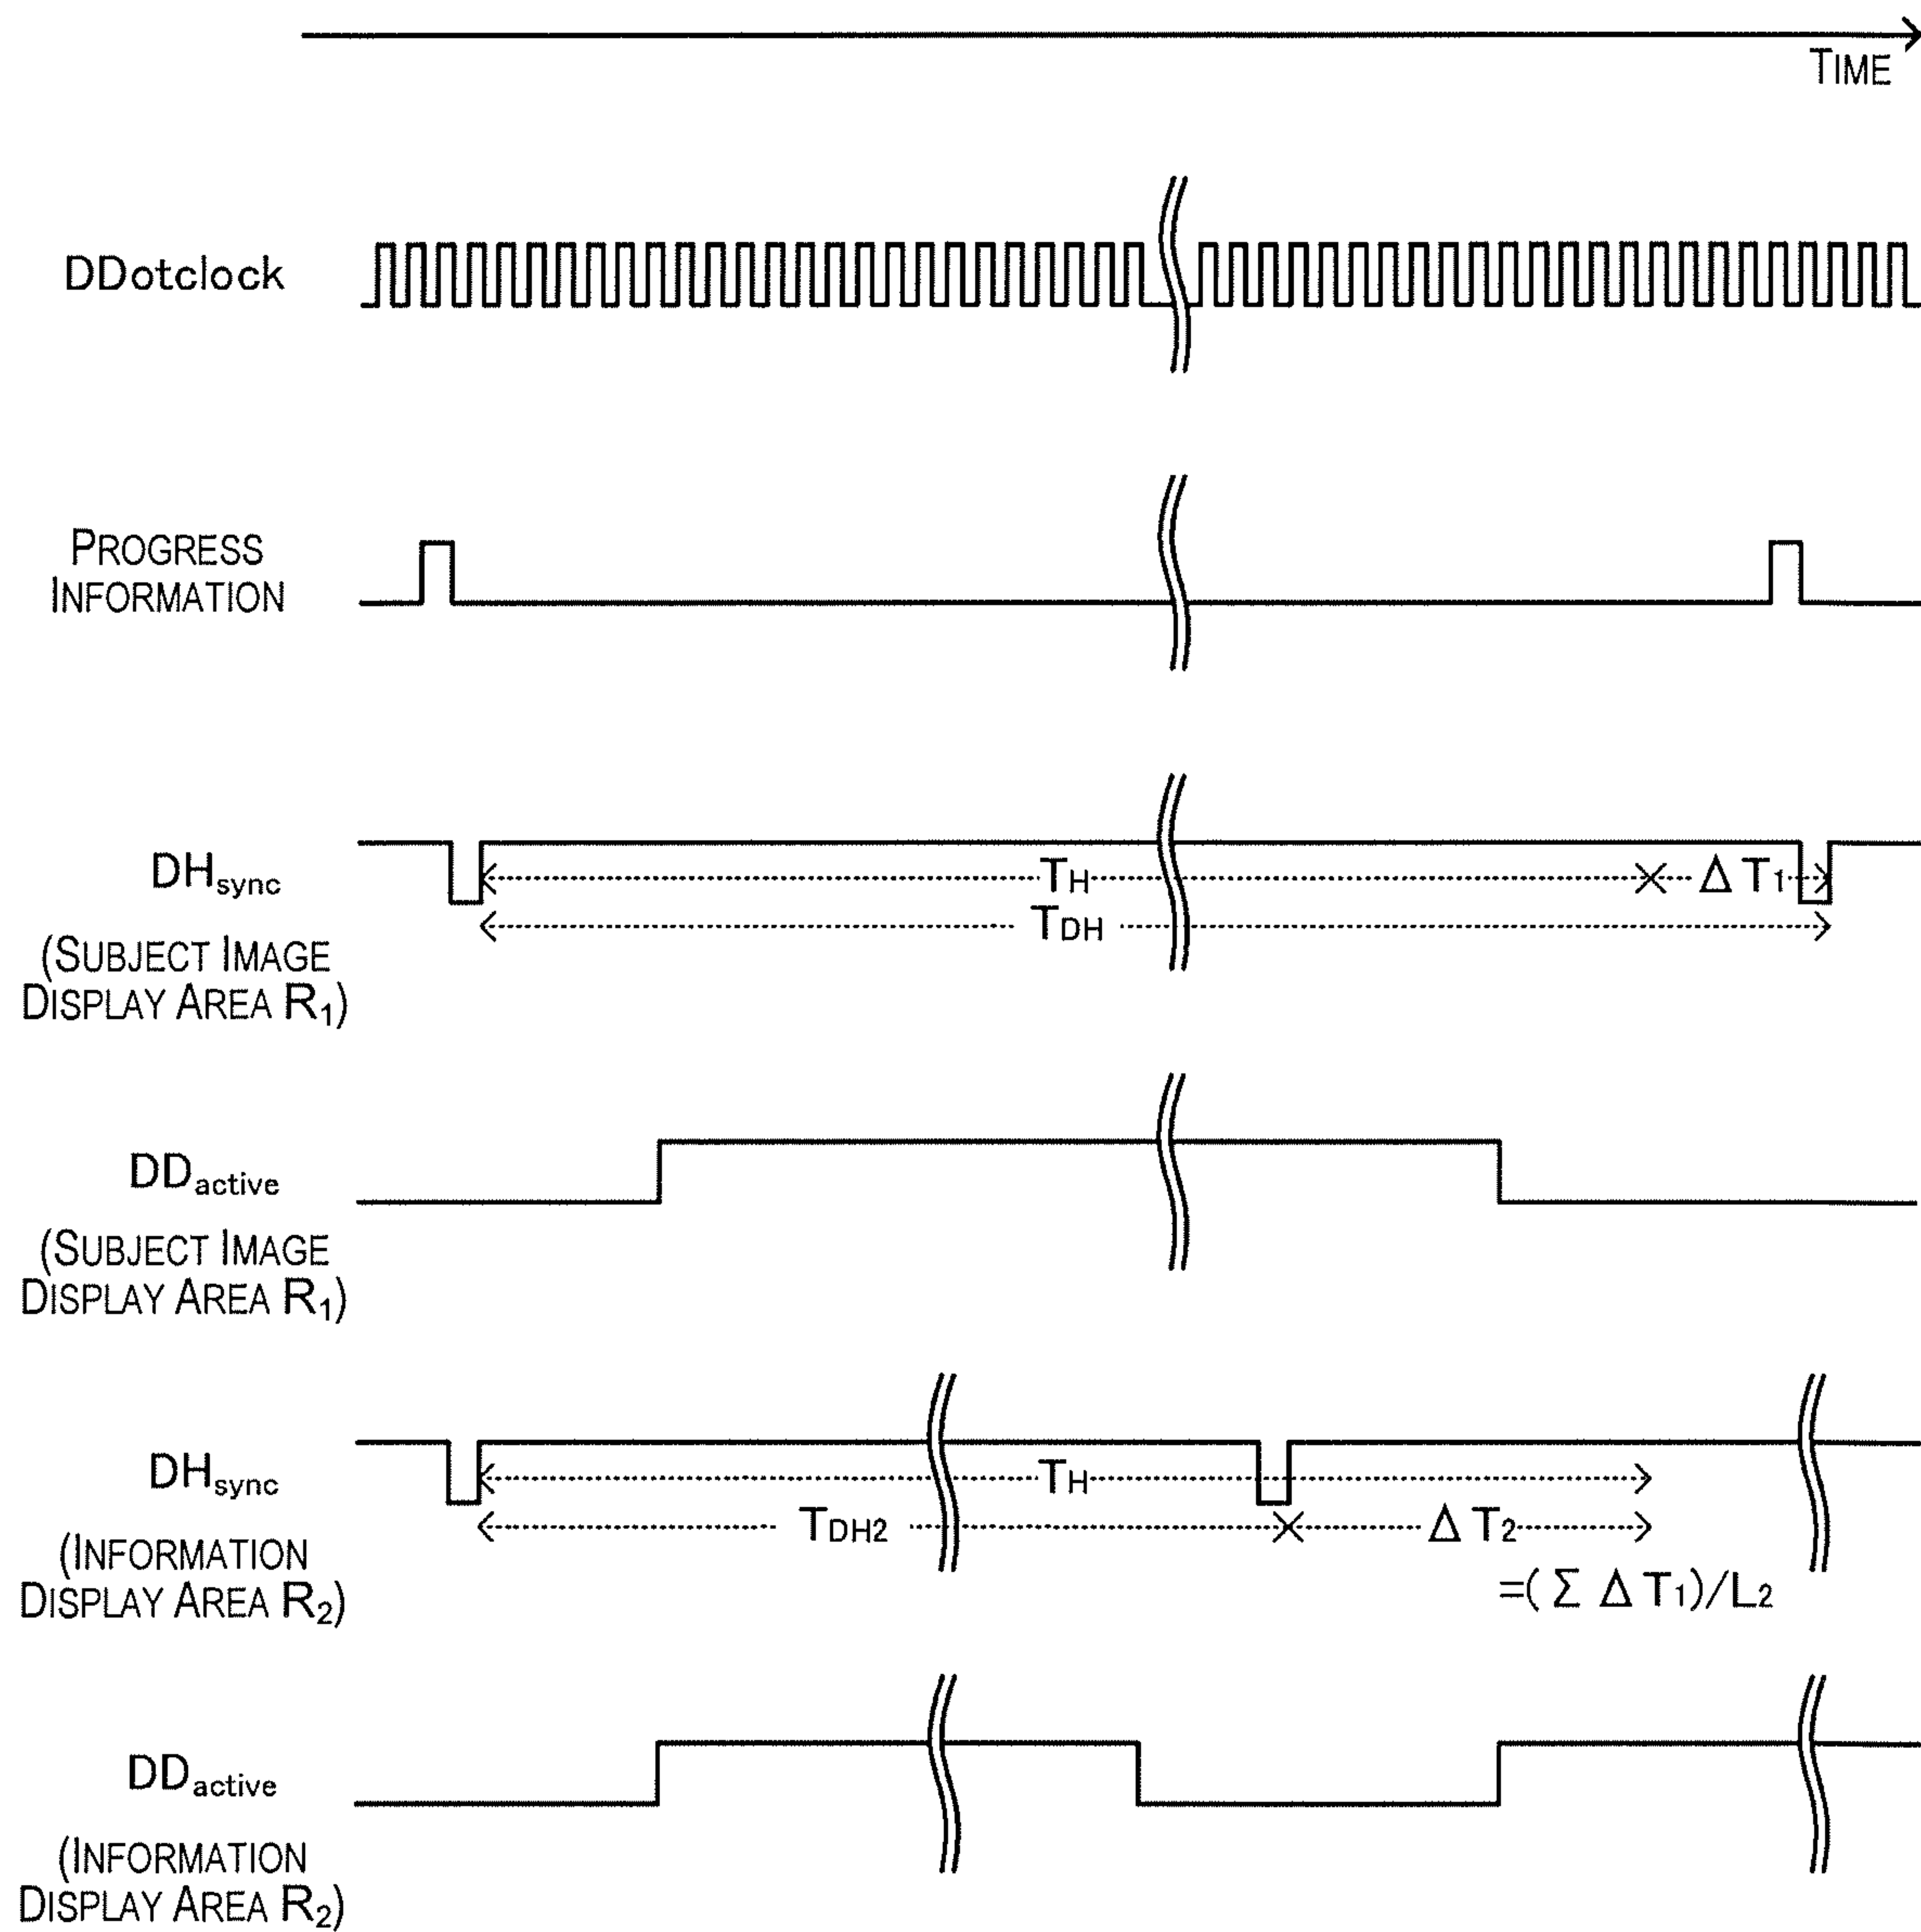 TIME
DDotclock
PROGRESS
INFORMATION
DHsync
TH
ΔT1
TDH
(SUBJECT IMAGE
DISPLAY AREA R1)
DDactive
(SUBJECT IMAGE
DISPLAY AREA R1)
DHsync
TH
TDH2
ΔT2
=(ΣΔT1)/L2
(INFORMATION
DISPLAY AREA R2)
DDactive
(INFORMATION
DISPLAY AREA R2)